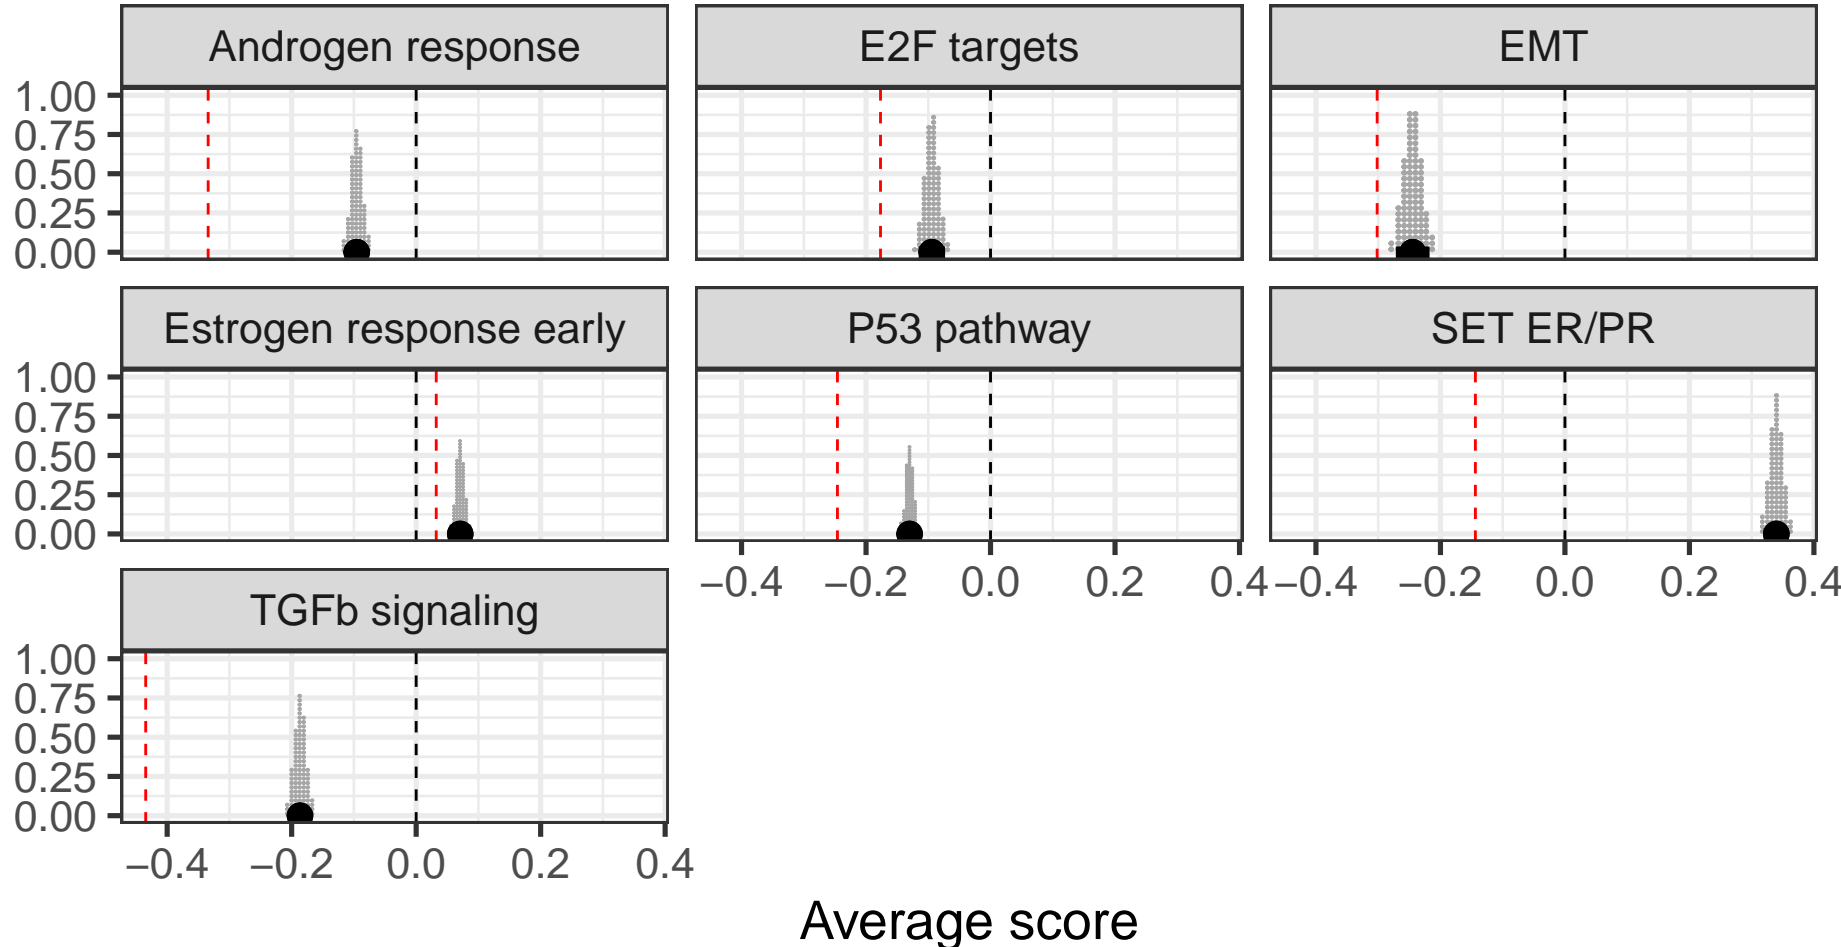 Androgen response
E2F targets
EMT
1.00
0.75
0.50
0.25
0.00
Estrogen response early
P53 pathway
SET ER/PR
1.00
0.75
0.50
0.25
0.00
−0.4 −0.2 0.0 0.2 0.4
−0.4 −0.2 0.0 0.2 0.4
TGFb signaling
1.00
0.75
0.50
0.25
0.00
−0.4 −0.2 0.0 0.2 0.4
Average score